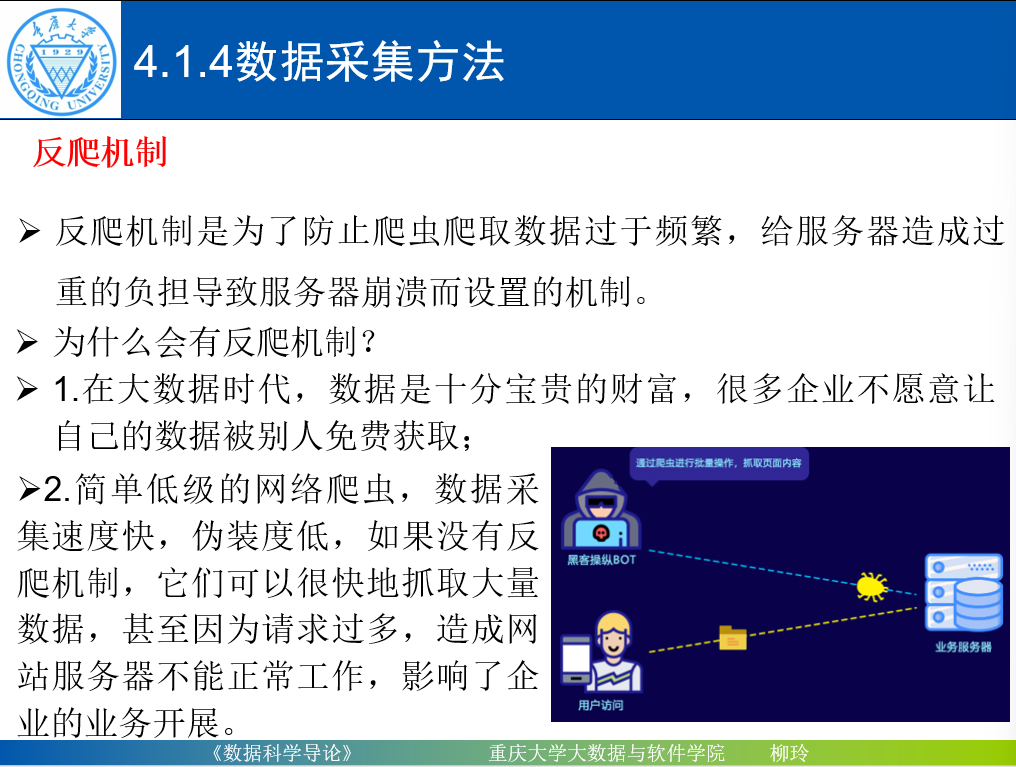 重庆大学
1929
CHONGQING UNIVERSITY
4.1.4数据采集方法
反爬机制
➢ 反爬机制是为了防止爬虫爬取数据过于频繁，给服务器造成过
重的负担导致服务器崩溃而设置的机制。
➢ 为什么会有反爬机制？
➢ 1.在大数据时代，数据是十分宝贵的财富，很多企业不愿意让
自己的数据被别人免费获取；
➢2.简单低级的网络爬虫，数据采
集速度快，伪装度低，如果没有反
爬机制，它们可以很快地抓取大量
数据，甚至因为请求过多，造成网
站服务器不能正常工作，影响了企
业的业务开展。
通过爬虫进行批量操作，抓取页面内容
黑客操纵BOT
业务服务器
用户访问
《数据科学导论》 重庆大学大数据与软件学院 柳玲